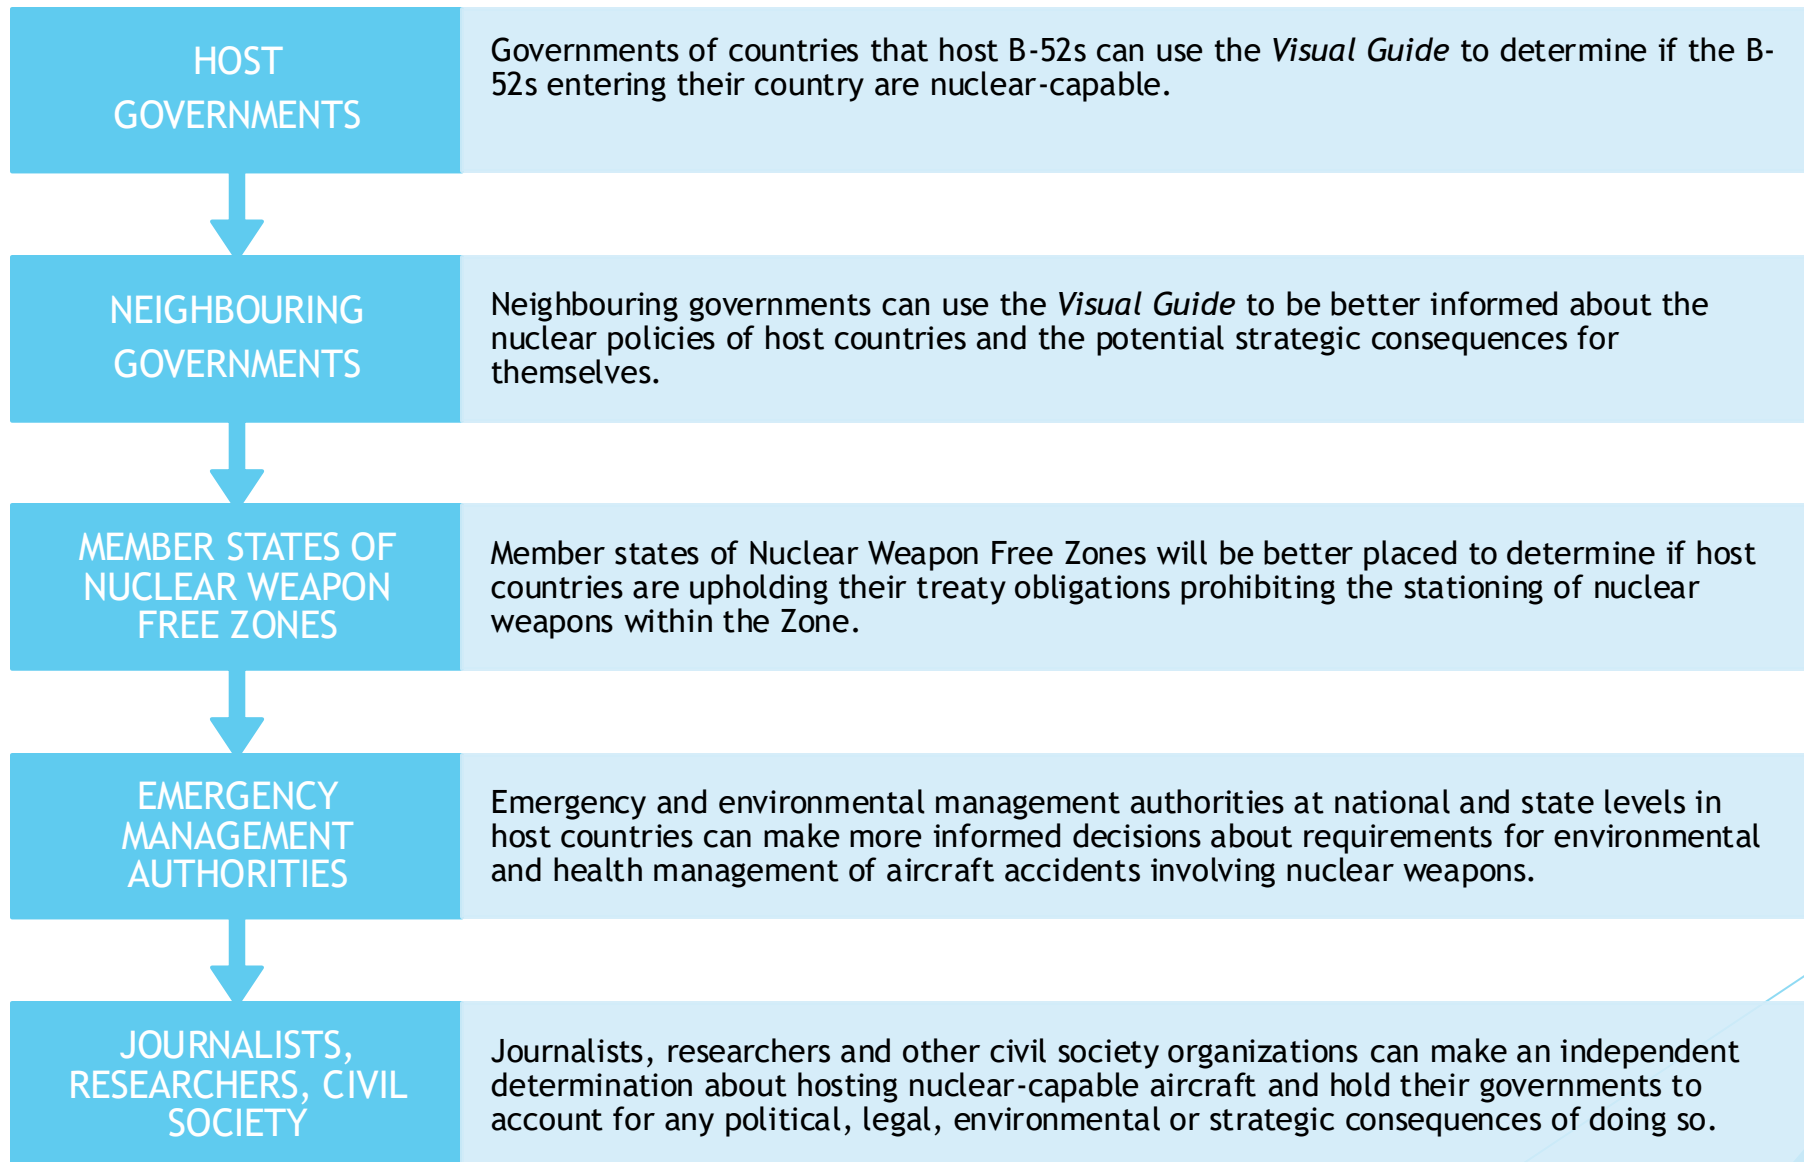 HOST
GOVERNMENTS
Governments of countries that host B-52s can use the Visual Guide to determine if the B-
52s entering their country are nuclear-capable.
NEIGHBOURING
GOVERNMENTS
Neighbouring governments can use the Visual Guide to be better informed about the
nuclear policies of host countries and the potential strategic consequences for
themselves.
MEMBER STATES OF
NUCLEAR WEAPON
FREE ZONES
Member states of Nuclear Weapon Free Zones will be better placed to determine if host
countries are upholding their treaty obligations prohibiting the stationing of nuclear
weapons within the Zone.
EMERGENCY
MANAGEMENT
AUTHORITIES
Emergency and environmental management authorities at national and state levels in
host countries can make more informed decisions about requirements for environmental
and health management of aircraft accidents involving nuclear weapons.
JOURNALISTS,
RESEARCHERS, CIVIL
SOCIETY
Journalists, researchers and other civil society organizations can make an independent
determination about hosting nuclear-capable aircraft and hold their governments to
account for any political, legal, environmental or strategic consequences of doing so.